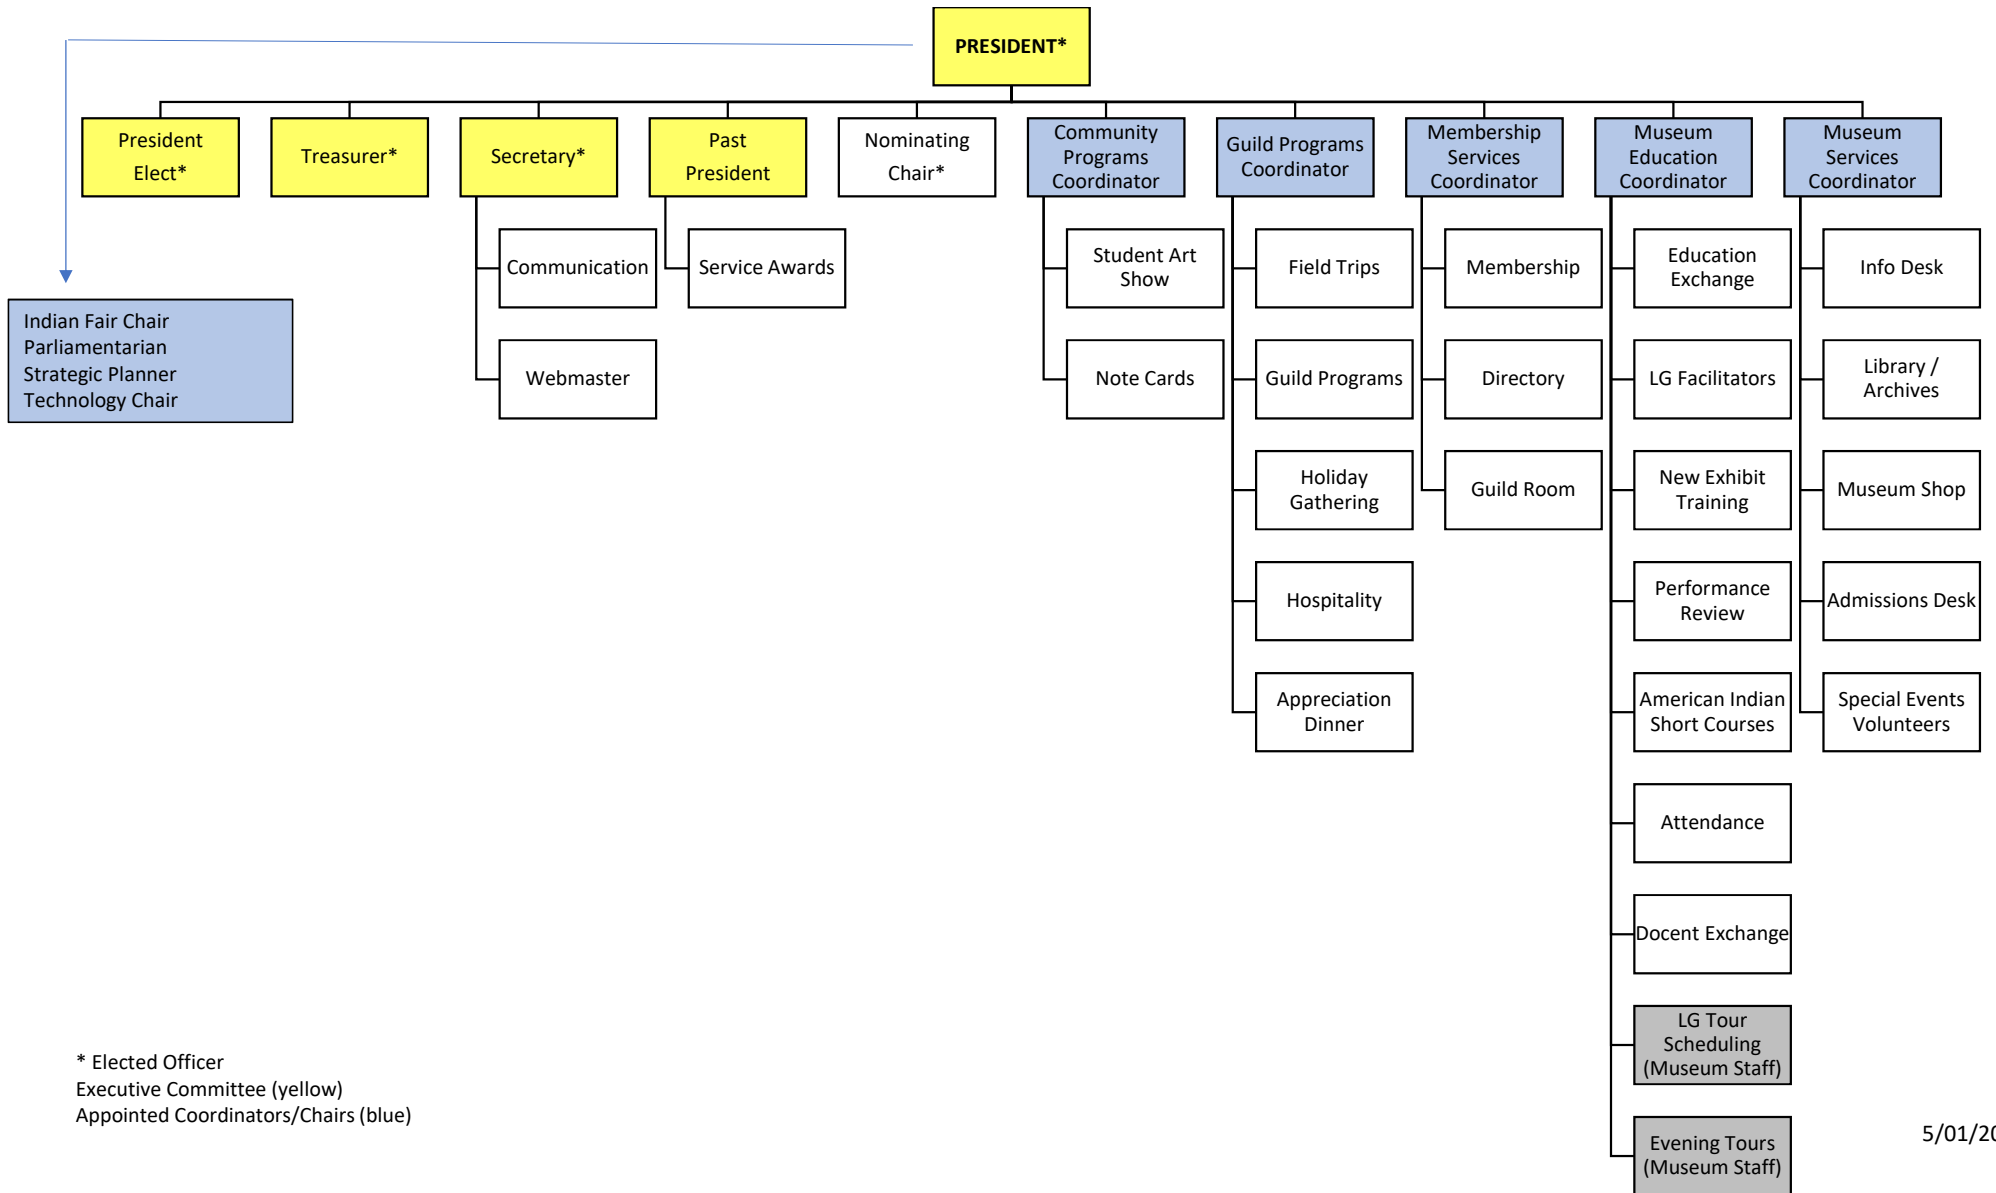 PRESIDENT*
President
Elect*
Treasurer*
Secretary*
Past
President
Nominating
Chair*
Community
Programs
Coordinator
Guild Programs
Coordinator
Membership
Services
Coordinator
Museum
Education
Coordinator
Museum
Services
Coordinator
Communication
Webmaster
Service Awards
Student Art
Show
Note Cards
Field Trips
Guild Programs
Holiday
Gathering
Hospitality
Appreciation
Dinner
Membership
Directory
Guild Room
Education
Exchange
LG Facilitators
New Exhibit
Training
Performance
Review
American Indian
Short Courses
Attendance
Docent Exchange
LG Tour
Scheduling
(Museum Staff)
Evening Tours
(Museum Staff)
Info Desk
Library /
Archives
Museum Shop
Admissions Desk
Special Events
Volunteers
Indian Fair Chair
Parliamentarian
Strategic Planner
Technology Chair
* Elected Officer
Executive Committee (yellow)
Appointed Coordinators/Chairs (blue)